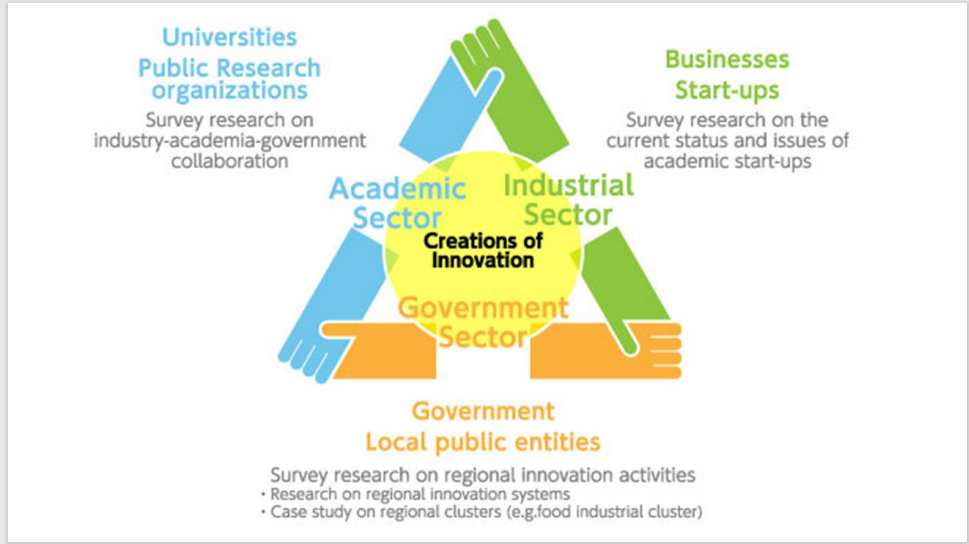 Universities
Public Research
organizations
Survey research on
industry-academia-government
collaboration
Businesses
Start-ups
Survey research on the
current status and issues of
academic start-ups
Academic
Sector
Industrial
Sector
Creations of
Innovation
Government
Sector
Government
Local public entities
Survey research on regional innovation activities
・Research on regional innovation systems
・Case study on regional clusters (e.g.food industrial cluster)